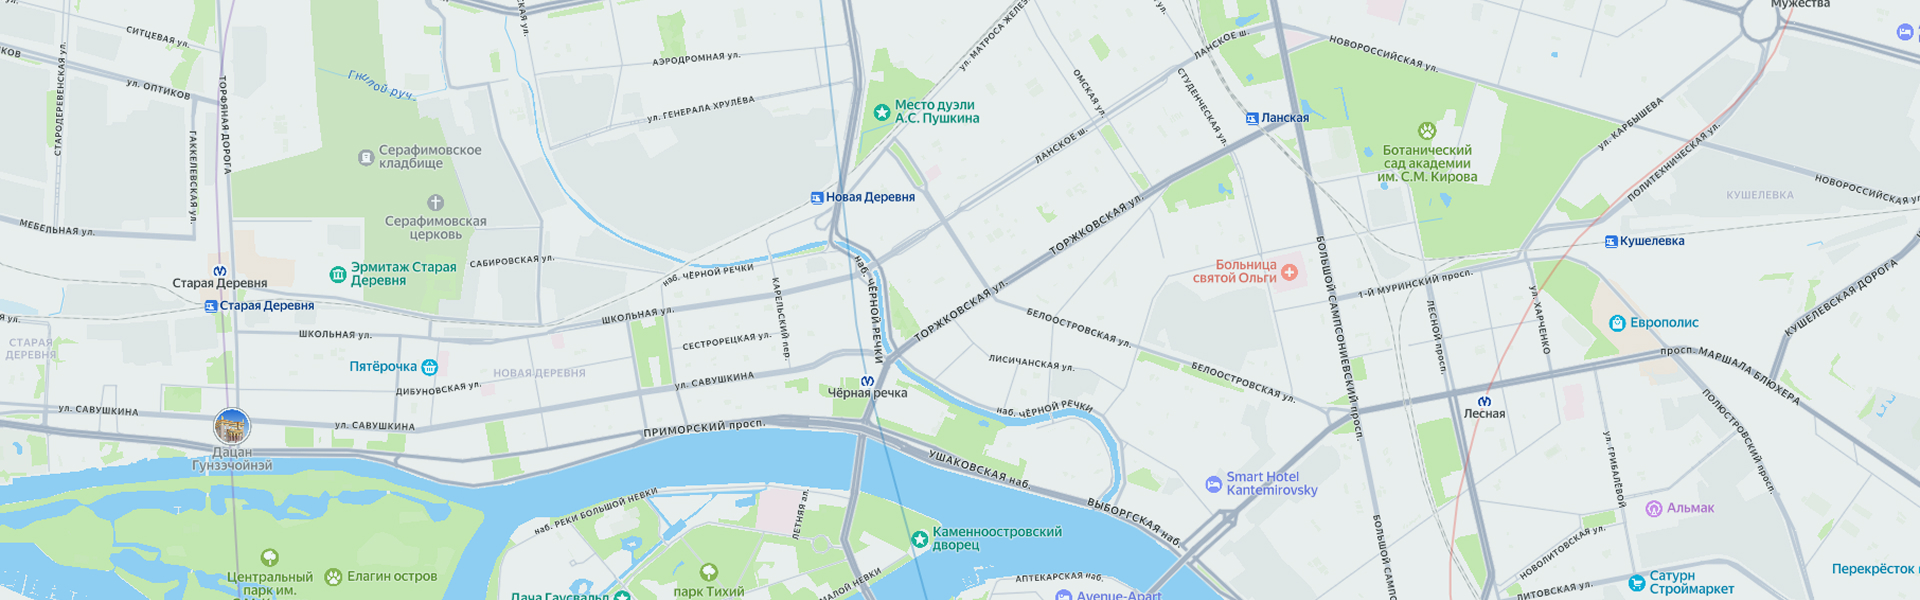 Мужества
СИТЦЕВАЯ ул.
ЛАНСКОЕ ш.
НОВОРОССИЙСКАЯ ул.
ул. МАТРОСА ЖЕЛЕЗ
АЭРОДРОМНАЯ ул.
СТАРОДЕРЕВЕНСКАЯ ул.
ул. ОПТИКОВ
ТОРФЯНАЯ ДОРОГА
Гнилой руч.
ул. ГЕНЕРАЛА ХРУЛЁВА
Место дуэли
А.С. Пушкина
ОМСКАЯ ул.
СТУДЕНЧЕСКАЯ ул.
Ланская
ул. КАРБЫШЕВА
ПОЛИТЕХНИЧЕСКАЯ ул.
ГАККЕЛЕВСКАЯ ул.
Серафимовское
кладбище
ЛАНСКОЕ ш.
Ботанический
сад академии
им. С.М. Кирова
КУШЕЛЕВКА
НОВОРОССИЙСКАЯ ул.
Новая Деревня
Серафимовская
церковь
МЕБЕЛЬНАЯ ул.
ТОРЖКОВСКАЯ ул.
Кушелевка
САБИРОВСКАЯ ул.
наб. ЧЁРНОЙ РЕЧКИ
наб. ЧЁРНОЙ РЕЧКИ
Эрмитаж Старая
Деревня
Старая Деревня
Старая Деревня
Больница
святой Ольги
БОЛЬШОЙ САМПСОНИЕВСКИЙ просп.
1-Й МУРИНСКИЙ просп.
ул. ХАРЧЕНКО
КУШЕЛЕВСКАЯ ДОРОГА
ШКОЛЬНАЯ ул.
ШКОЛЬНАЯ ул.
КАРЕЛЬСКИЙ пер.
ТОРЖКОВСКАЯ ул.
БЕЛООСТРОВСКАЯ ул.
ЛЕСНОЙ просп.
Европолис
СТАРАЯ
ДЕРЕВНЯ
СЕСТРОРЕЦКАЯ ул.
Пятёрочка
НОВАЯ ДЕРЕВНЯ
ЛИСИЧАНСКАЯ ул.
просп. МАРШАЛА БЛЮХЕРА
ДИБУНОВСКАЯ ул.
ул. САВУШКИНА
Чёрная речка
БЕЛООСТРОВСКАЯ ул.
Лесная
ПОЛЮСТРОВСКИЙ просп.
ул. САВУШКИНА
ул. САВУШКИНА
наб. ЧЁРНОЙ РЕЧКИ
ПРИМОРСКИЙ просп.
Дацан
Гунзэчойнэй
УШАКОВСКАЯ наб.
ул. ГРИБАЛЁВОЙ
Smart Hotel
Kantemirovsky
наб. РЕКИ БОЛЬШОЙ НЕВКИ
ЛЕТНЯЯ ал.
ВЫБОРГСКАЯ наб.
Альмак
Каменноостровский
дворец
БОЛЬШОЙ САМПС
НОВОЛИТОВСКАЯ ул.
Центральный
парк им.
Елагин остров
парк Тихий
МАЛОЙ НЕВКИ
АПТЕКАРСКАЯ наб.
Avenue-Apart
Дача Гаусвальд
ЛИТОВСКАЯ ул.
Сатурн
Строймаркет
Перекрёсток